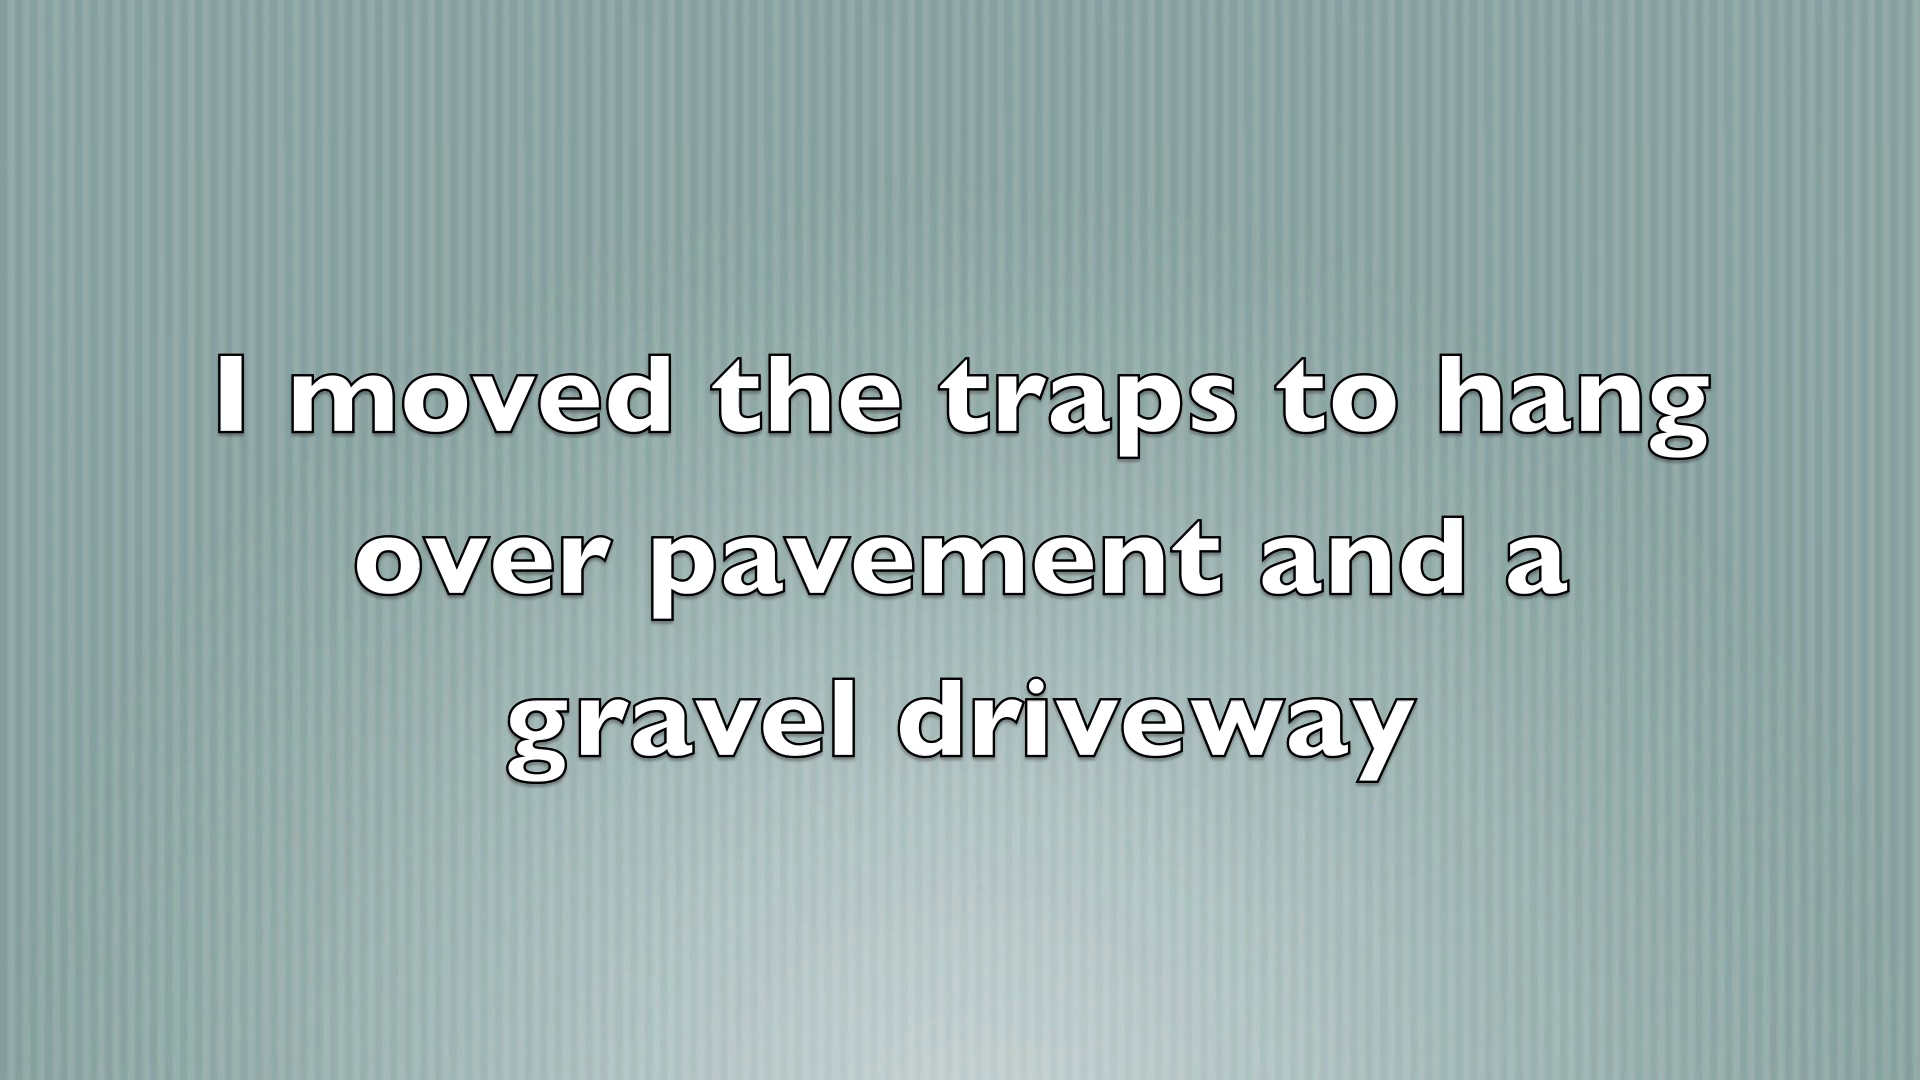 I moved the traps to hang
over pavement and a
gravel driveway